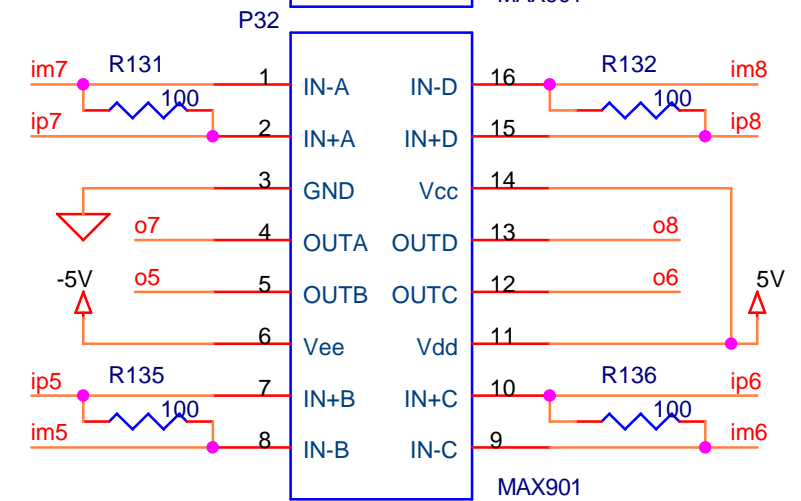 P32
im7 R131 1 IN-A IN-D 16 R132 im8
100 100
ip7 2 IN+A IN+D 15 ip8
3 GND Vcc 14
o7 4 OUTA OUTD 13 o8
-5V o5 5 OUTB OUTC 12 o6 5V
6 Vee Vdd 11
ip5 R135 7 IN+B IN+C 10 R136 ip6
100 100
im5 8 IN-B IN-C 9 im6
MAX901